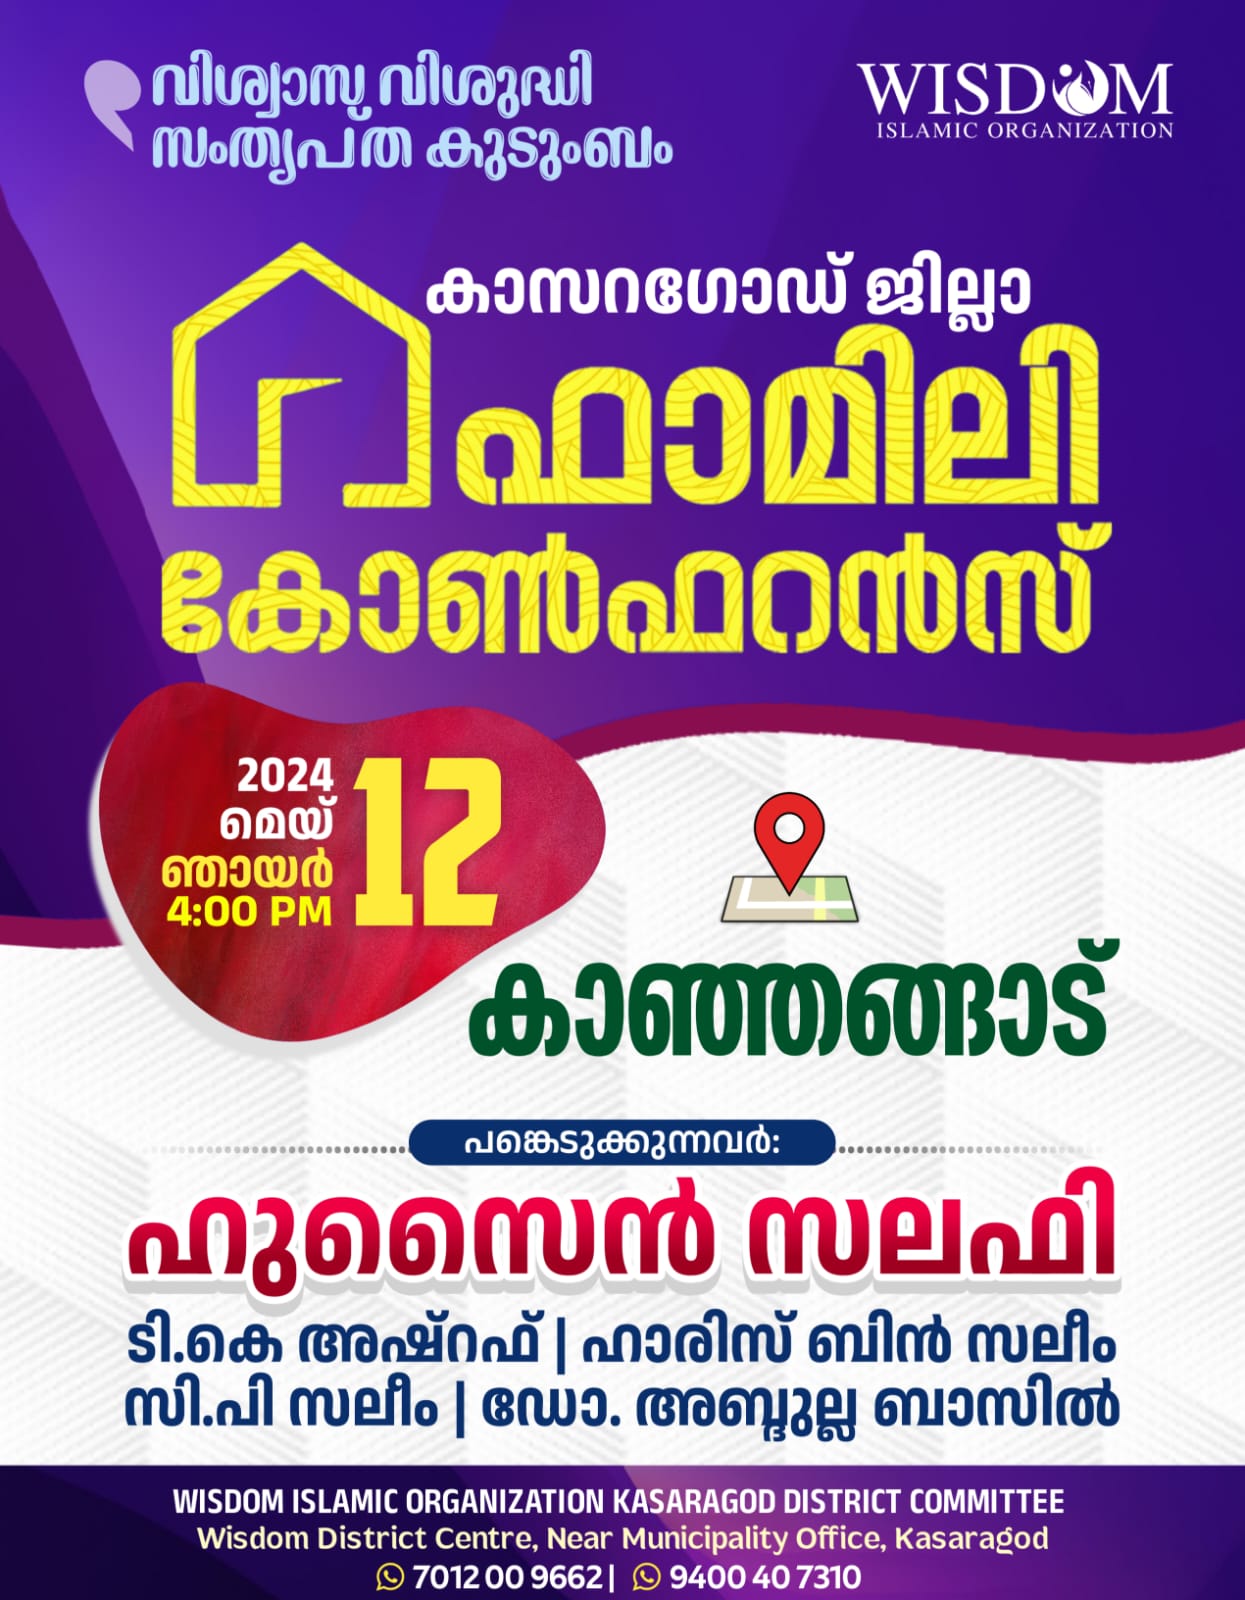 വിശ്വാസ വിശുദ്ധി
സംതൃപ്ത കുടുംബം
WISDOM
ISLAMIC ORGANIZATION
കാസറഗോഡ് ജില്ലാ
ഫാമിലി
കോൺഫറൻസ്
2024
മെയ്
ഞായർ
4:00 PM
12
കാഞ്ഞങ്ങാട്
പങ്കെടുക്കുന്നവർ:
ഹുസൈൻ സലഫി
ടി.കെ അഷ്റഫ് | ഹാരിസ് ബിൻ സലീം
സി.പി സലീം | ഡോ. അബ്ദുല്ല ബാസിൽ
WISDOM ISLAMIC ORGANIZATION KASARAGOD DISTRICT COMMITTEE
Wisdom District Centre, Near Municipality Office, Kasaragod
7012 00 9662 | 9400 40 7310